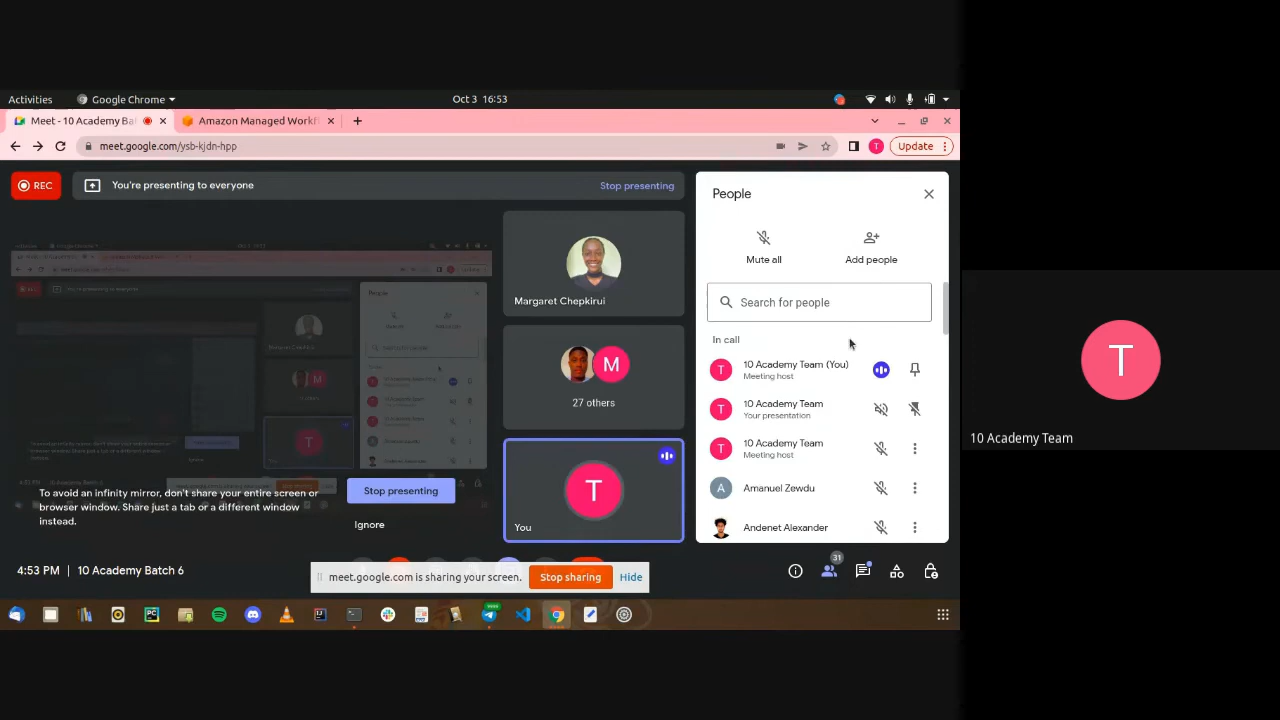 Activities
Google Chrome
Oct 3 16:53
Meet - 10 Academy Bat
Amazon Managed Workfl
meet.google.com/ysb-kjdn-hpp
T
Update
REC
You're presenting to everyone
Stop presenting
Margaret Chepkirui
M
27 others
T
You
To avoid an infinity mirror, don't share your entire screen or
browser window. Share just a tab or a different window
instead.
Stop presenting
Ignore
People
Mute all
Add people
Search for people
In call
T
10 Academy Team (You)
Meeting host
T
10 Academy Team
Your presentation
T
10 Academy Team
Meeting host
A
Amanuel Zewdu
Andenet Alexander
4:53 PM | 10 Academy Batch 6
meet.google.com is sharing your screen.
Stop sharing
Hide
31
T
10 Academy Team